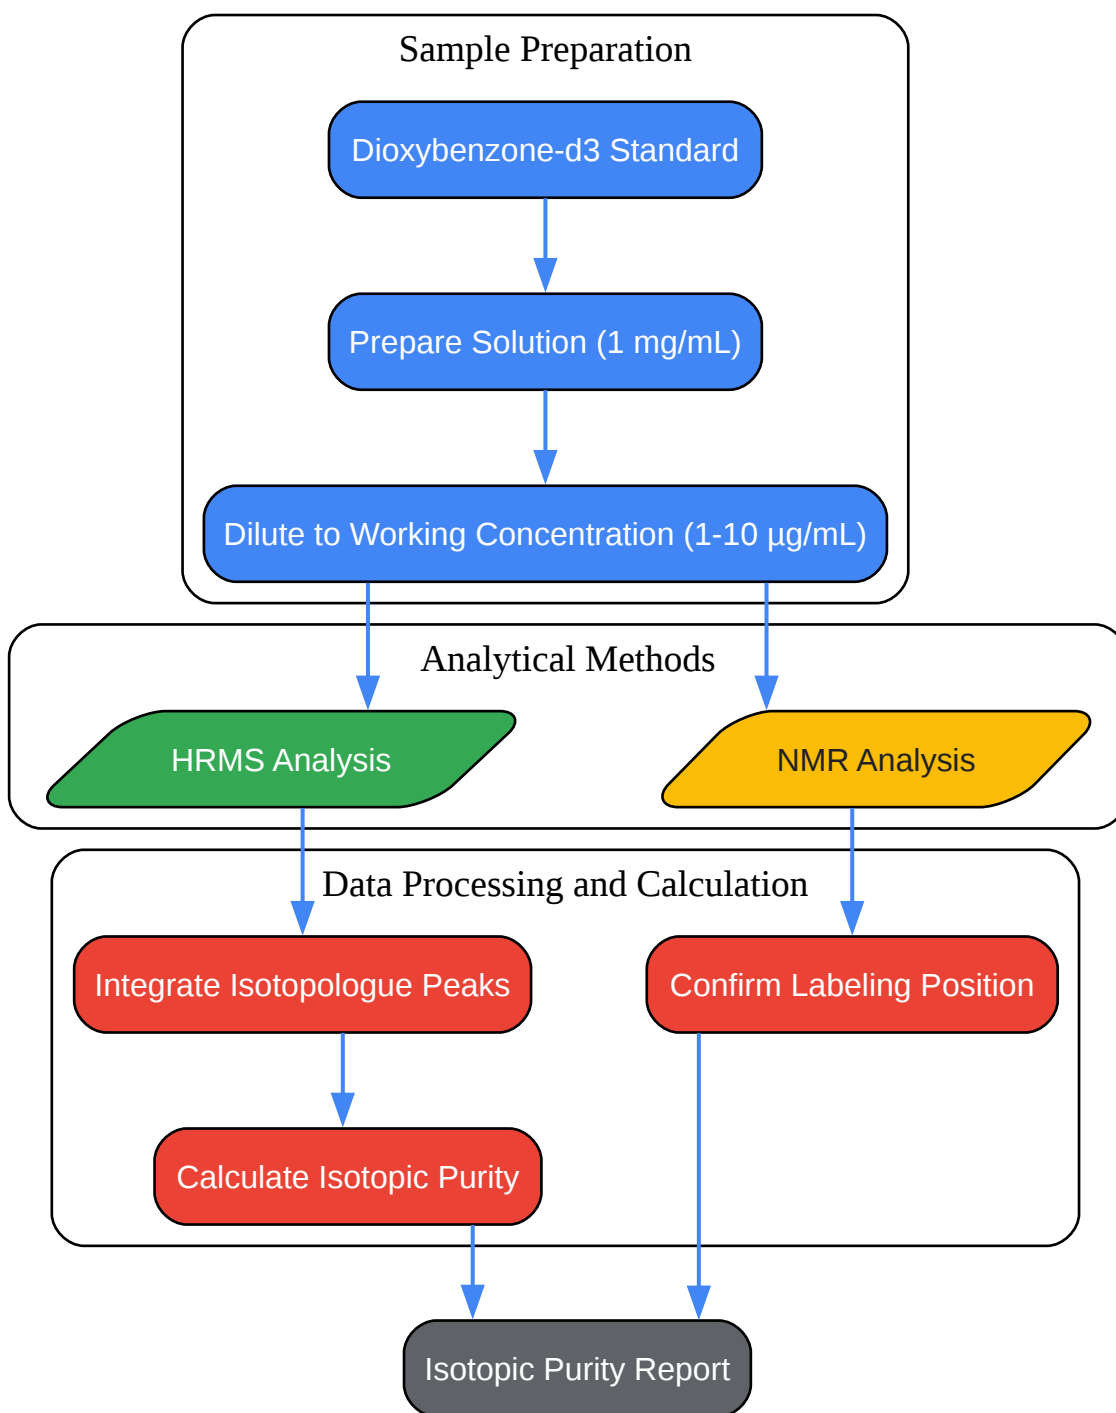 Sample Preparation
Dioxybenzone-d3 Standard
Prepare Solution (1 mg/mL)
Dilute to Working Concentration (1-10 µg/mL)
Analytical Methods
HRMS Analysis
NMR Analysis
Data Processing and Calculation
Integrate Isotopologue Peaks
Confirm Labeling Position
Calculate Isotopic Purity
Isotopic Purity Report